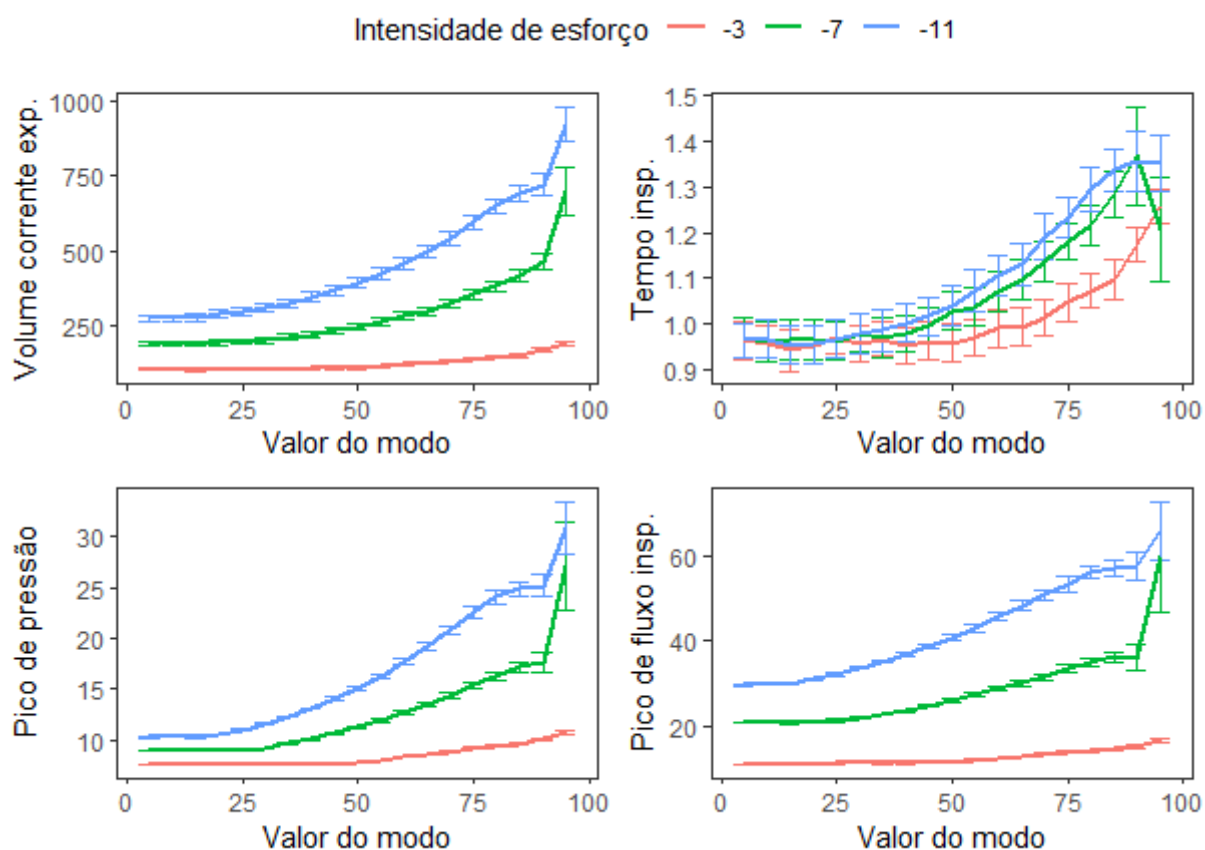 Intensidade de esforço -3 -7 -11
Volume corrente exp.
1000
750
500
250
0 25 50 75 100
Valor do modo
Tempo insp.
1.5
1.4
1.3
1.2
1.1
1.0
0.9
0 25 50 75 100
Valor do modo
Pico de pressão
30
25
20
15
10
0 25 50 75 100
Valor do modo
Pico de fluxo insp.
60
40
20
0 25 50 75 100
Valor do modo